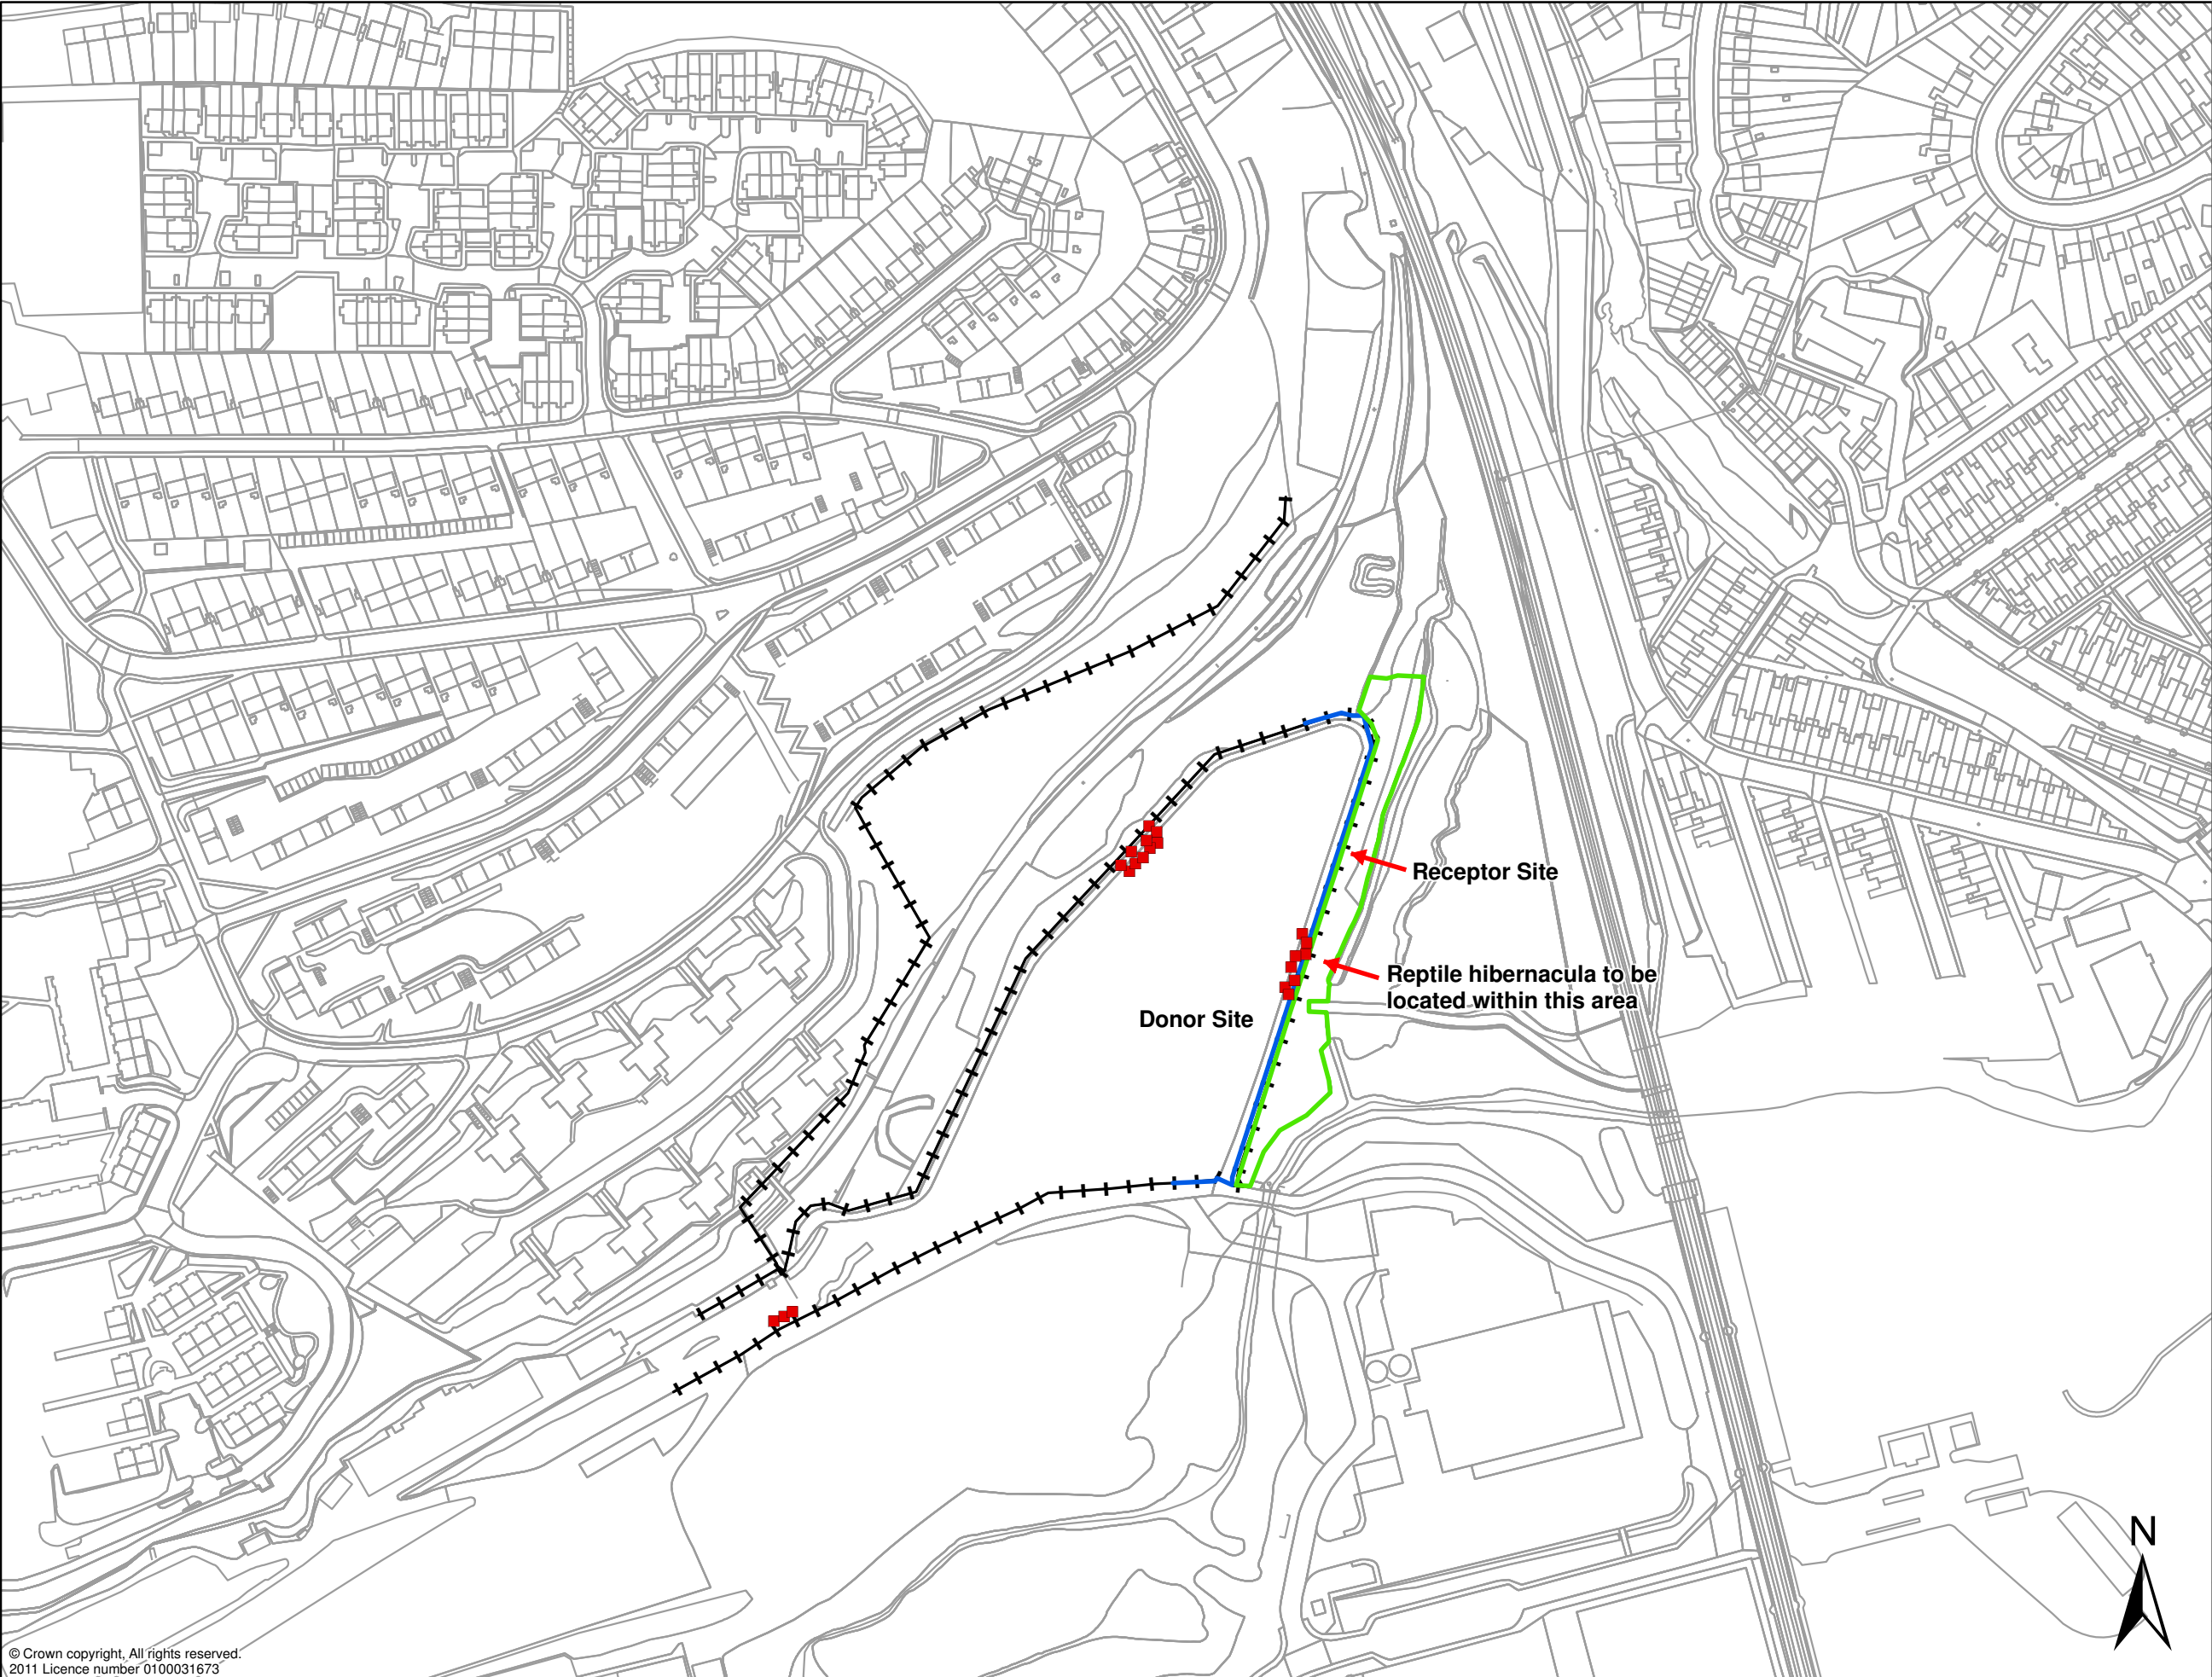 Receptor Site
Reptile hibernacula to be
located within this area
Donor Site
N
© Crown copyright, All rights reserved.
2011 Licence number 0100031673